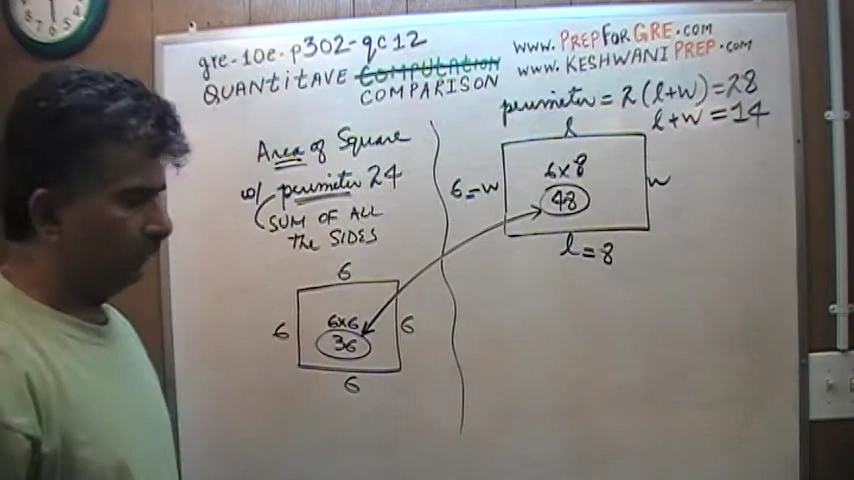 gre-10e-p302-qc12
QUANTITAVE COMPUTATION
COMPARISON
www.PREPFORGRE.com
www.KESHWANIPREP.com
perimeter = 2(l+w)=28
l+w=14
Area of Square
w/ perimeter 24
SUM OF ALL
the SIDES
6
6
6x6
36
6
6
l
6=w
6x8
48
w
l=8